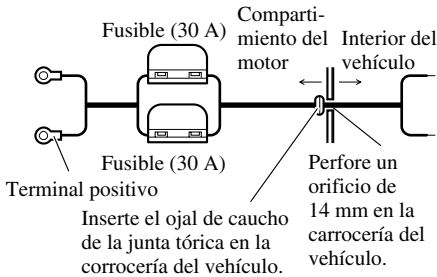 Fusible (30 A)
Comparti-
miento del
motor
Interior del
vehículo
Fusible (30 A)
Terminal positivo
Inserte el ojal de caucho
de la junta tórica en la
corrocería del vehículo.
Perfore un
orificio de
14 mm en la
carrocería del
vehículo.